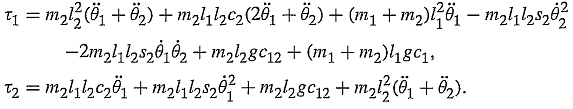 τ₁ = m₂l₂²(θ̈₁ + θ̈₂) + m₂l₁l₂c₂(2θ̈₁ + θ̈₂) + (m₁ + m₂)l₁²θ̈₁ − m₂l₁l₂s₂θ̇₂²
−2m₂l₁l₂s₂θ̇₁θ̇₂ + m₂l₂gc₁₂ + (m₁ + m₂)l₁gc₁,
τ₂ = m₂l₁l₂c₂θ̈₁ + m₂l₁l₂s₂θ̇₁² + m₂l₂gc₁₂ + m₂l₂²(θ̈₁ + θ̈₂).